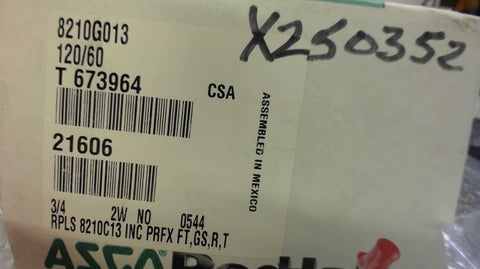 8210G013
X250352
120/60
T 673964
CSA
ASSEMBLED IN MEXICO
21606
3/4 2W NO 0544
RPLS 8210C13 INC PRFX FT,GS,R,T
ASCO